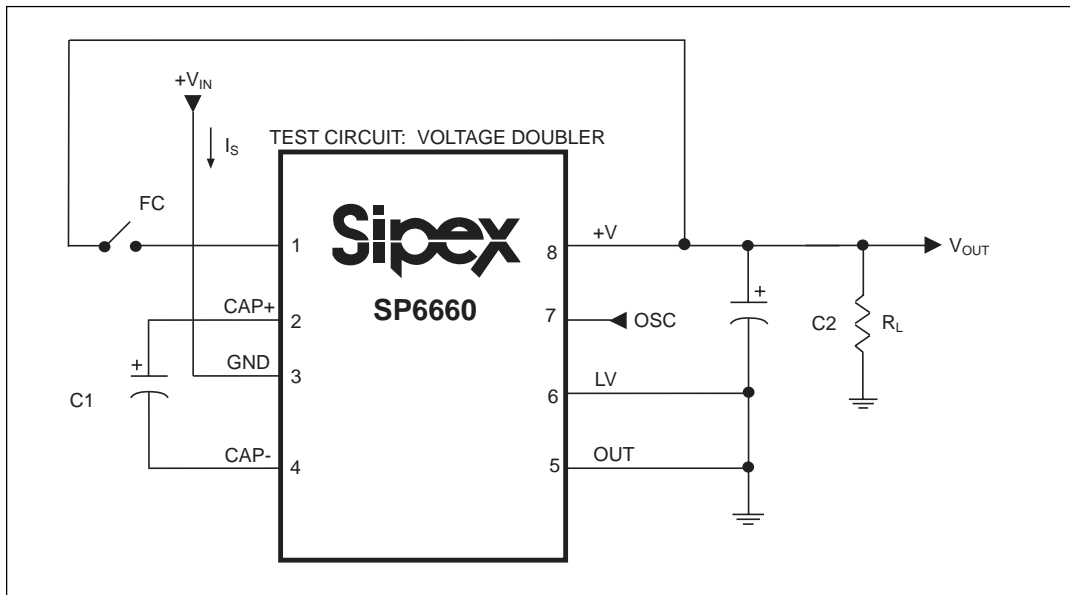 +VIN
IS
TEST CIRCUIT: VOLTAGE DOUBLER
FC
1
Sipex
SP6660
8
+V
VOUT
CAP+
2
7
OSC
+
C2
RL
GND
3
+
C1
LV
6
CAP-
4
OUT
5